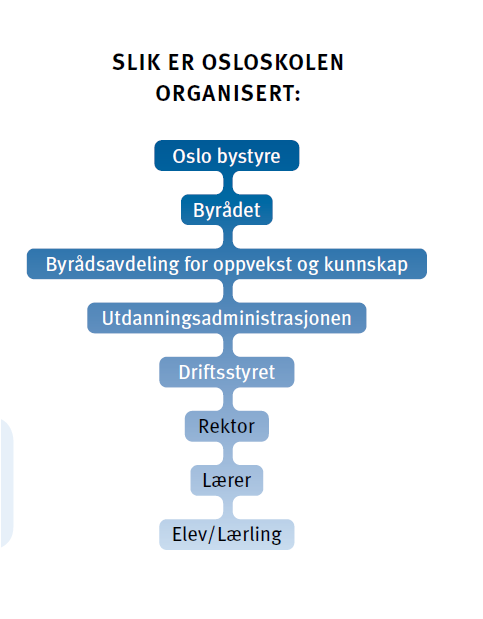 SLIK ER OSLOSKOLEN
ORGANISERT:
Oslo bystyre
Byrådet
Byrådsavdeling for oppvekst og kunnskap
Utdanningsadministrasjonen
Driftsstyret
Rektor
Lærer
Elev/Lærling